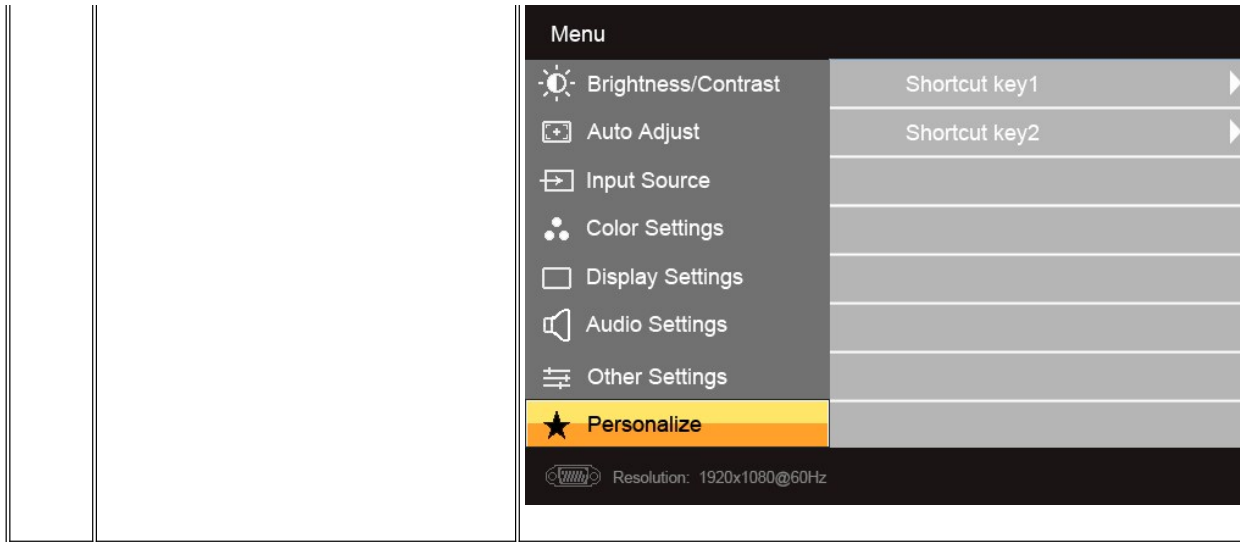 Menu
Brightness/Contrast
Shortcut key1
Auto Adjust
Shortcut key2
Input Source
Color Settings
Display Settings
Audio Settings
Other Settings
Personalize
Resolution: 1920x1080@60Hz